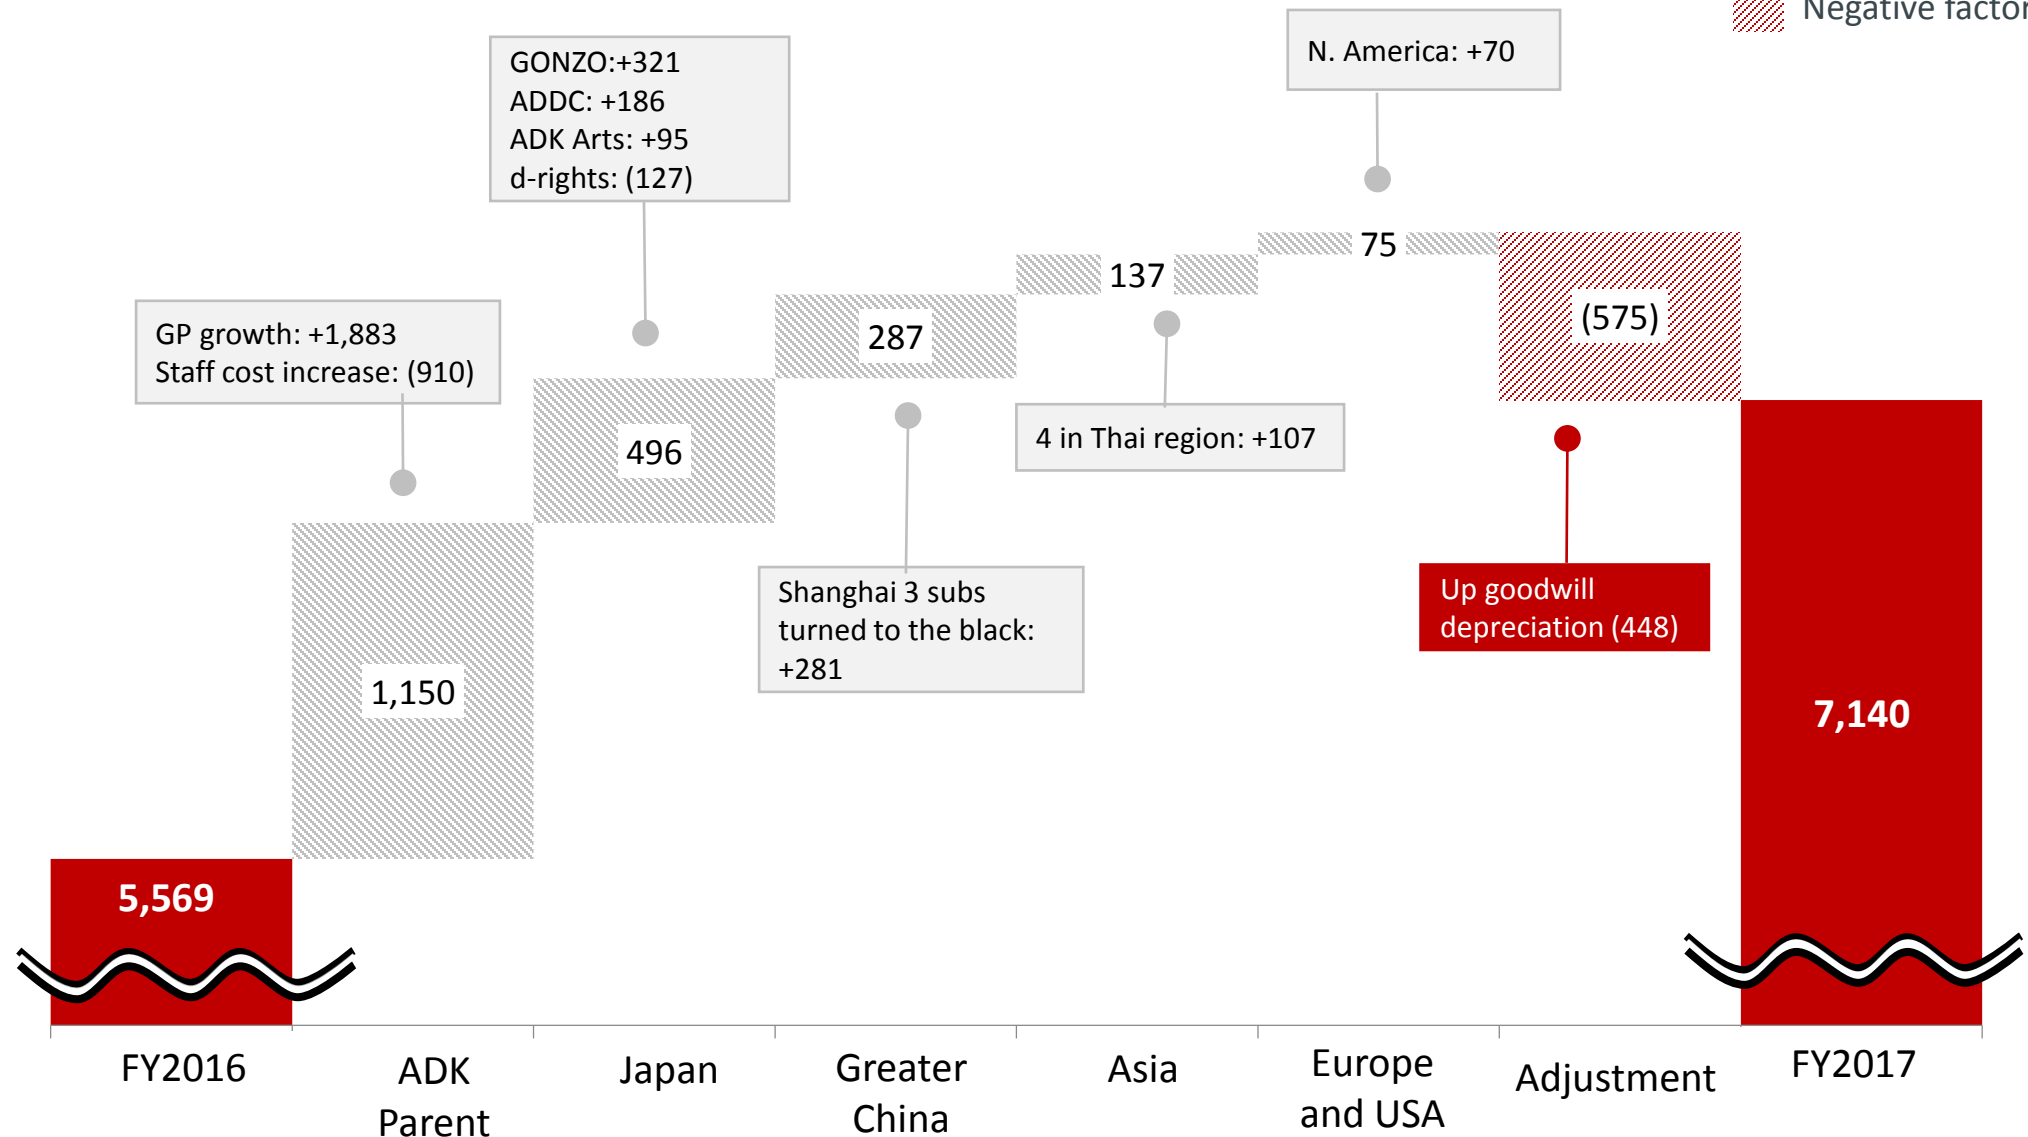 Negative factor
N. America: +70
GONZO:+321
ADDC: +186
ADK Arts: +95
d-rights: (127)
75
137
(575)
287
GP growth: +1,883
Staff cost increase: (910)
496
4 in Thai region: +107
Shanghai 3 subs
turned to the black:
+281
Up goodwill
depreciation (448)
1,150
7,140
5,569
FY2016
ADK
Parent
Japan
Greater
China
Asia
Europe
and USA
Adjustment
FY2017